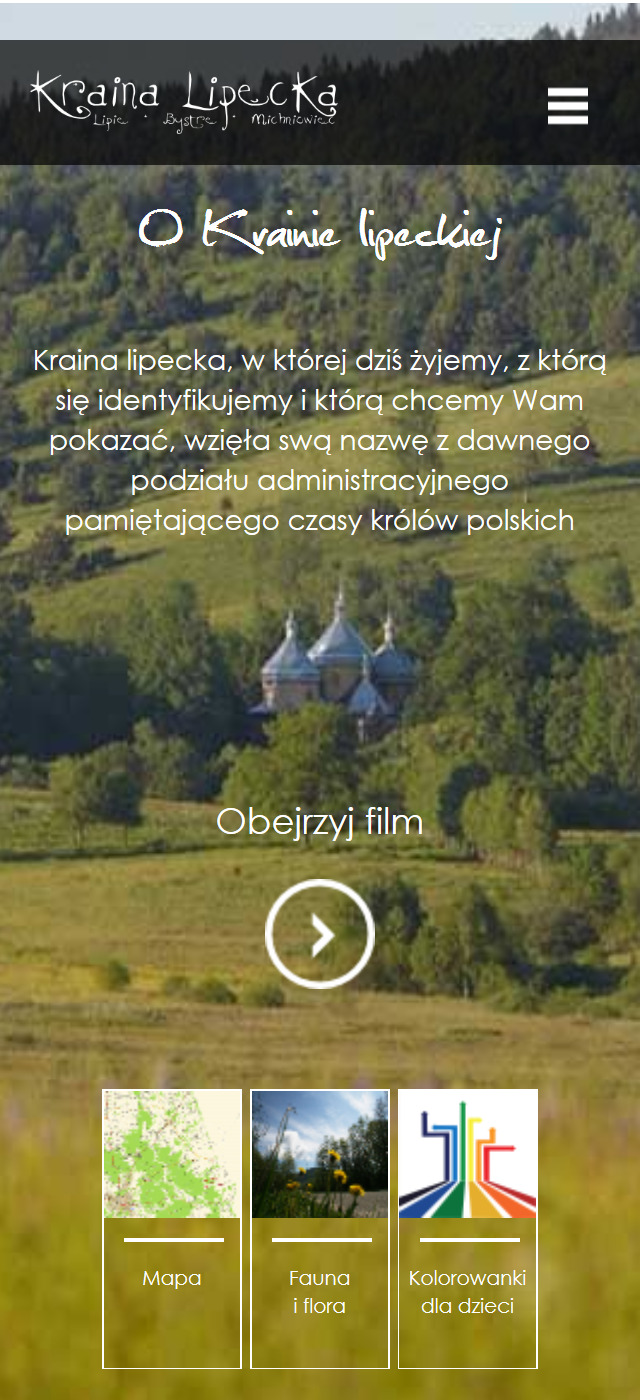 Kraina Lipecka
Lipie · Bystre · Michniowiec
O Krainie lipeckiej
Kraina lipecka, w której dziś żyjemy, z którą
się identyfikujemy i którą chcemy Wam
pokazać, wzięła swą nazwę z dawnego
podziału administracyjnego
pamiętającego czasy królów polskich
Obejrzyj film
Mapa
Fauna
i flora
Kolorowanki
dla dzieci